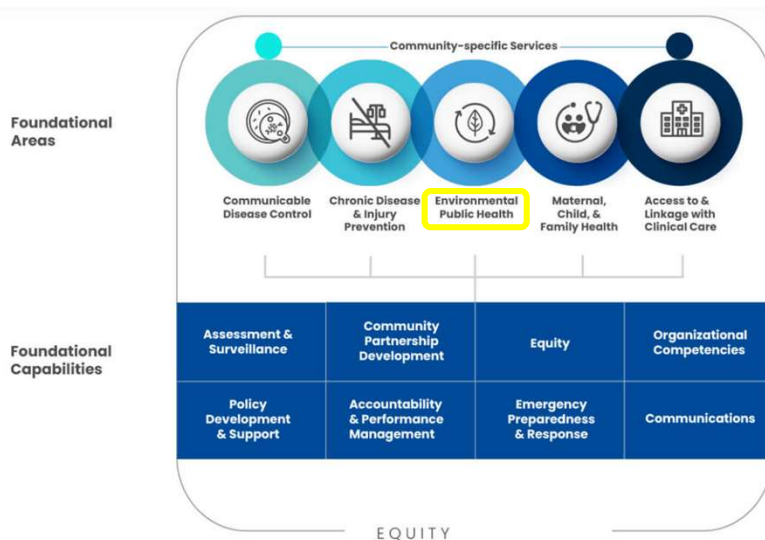 Community-specific Services
Foundational
Areas
Communicable
Disease Control
Chronic Disease
& Injury
Prevention
Environmental
Public Health
Maternal,
Child, &
Family Health
Access to &
Linkage with
Clinical Care
Foundational
Capabilities
Assessment &
Surveillance
Community
Partnership
Development
Equity
Organizational
Competencies
Policy
Development
& Support
Accountability
& Performance
Management
Emergency
Preparedness
& Response
Communications
EQUITY